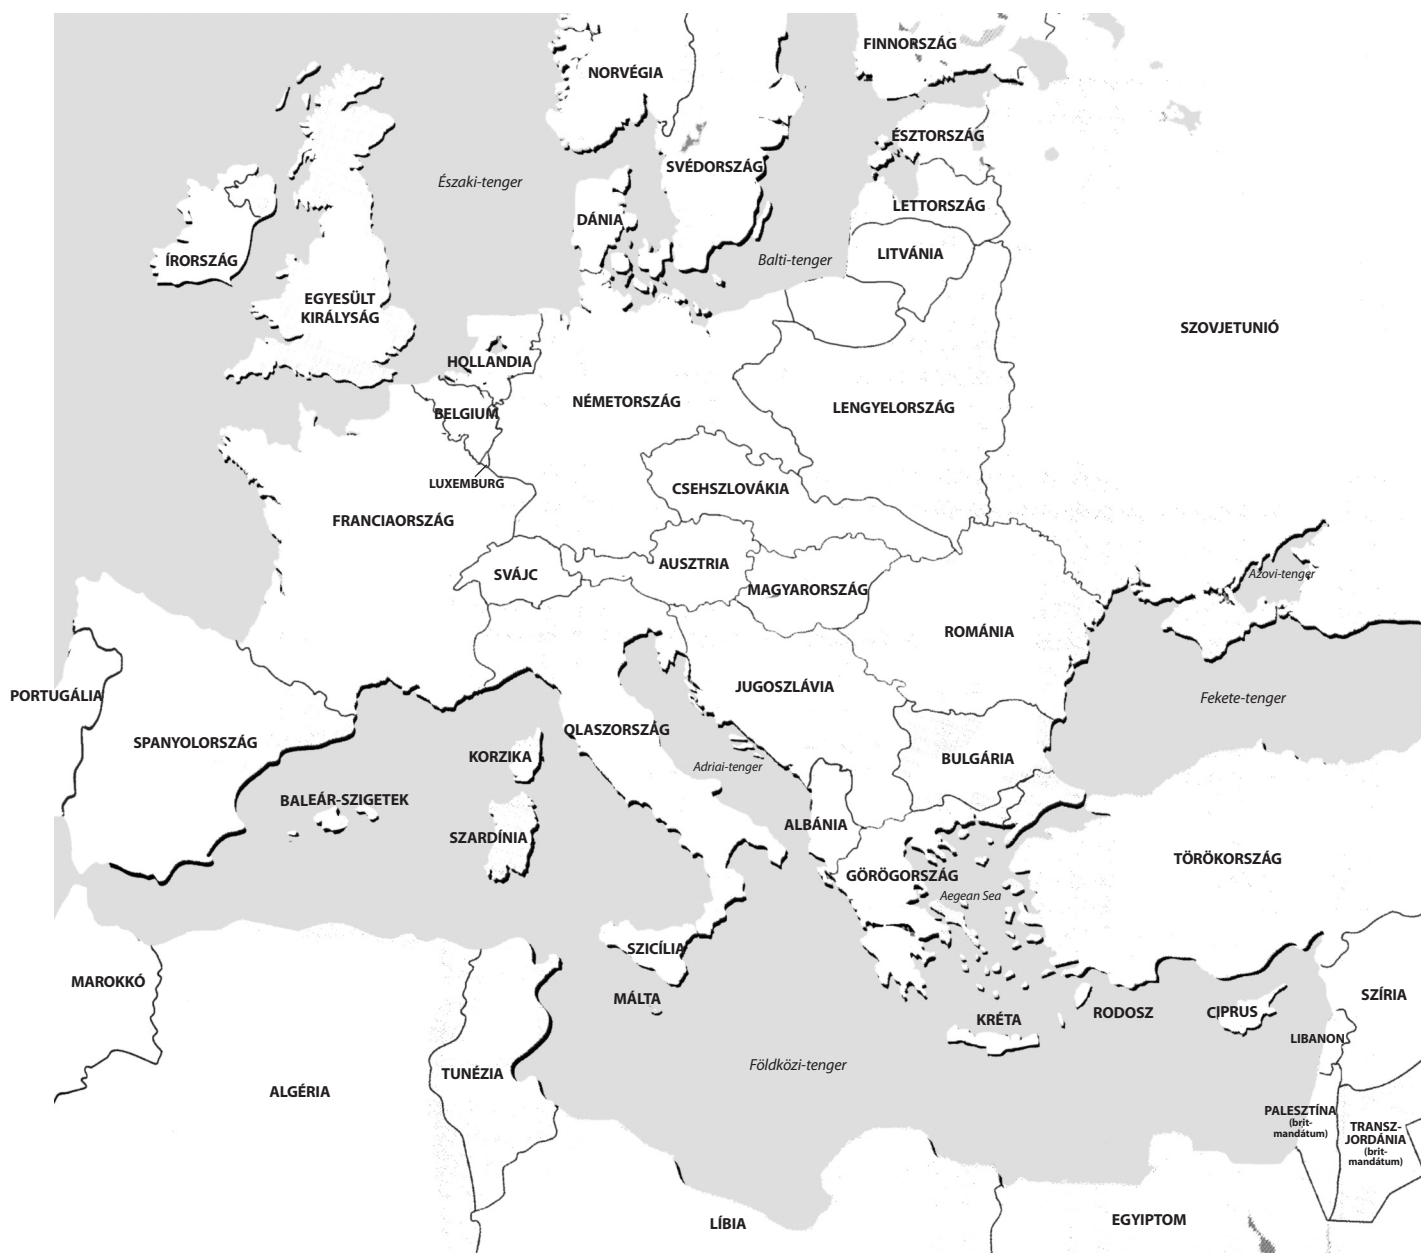 FINNORSZÁG
NORVÉGIA
ÉSZTORSZÁG
SVÉDORSZÁG
Északi-tenger
LETTORSZÁG
DÁNIA
LITVÁNIA
Balti-tenger
ÍRORSZÁG
EGYESÜLT
KIRÁLYSÁG
SZOVJETUNIÓ
HOLLANDIA
NÉMETORSZÁG
LENGYELORSZÁG
BELGIUM
LUXEMBURG
CSEHSZLOVÁKIA
FRANCIAORSZÁG
AUSZTRIA
SVÁJC
Azovi-tenger
MAGYARORSZÁG
ROMÁNIA
JUGOSZLÁVIA
PORTUGÁLIA
Fekete-tenger
OLASZORSZÁG
SPANYOLORSZÁG
KORZIKA
BULGÁRIA
Adriai-tenger
BALEÁR-SZIGETEK
ALBÁNIA
SZARDÍNIA
TÖRÖKORSZÁG
GÖRÖGORSZÁG
Aegean Sea
SZICÍLIA
MAROKKÓ
SZÍRIA
MÁLTA
RODOSZ
CIPRUS
KRÉTA
LIBANON
Földközi-tenger
TUNÉZIA
ALGÉRIA
PALESZTÍNA
(brit-
mandátum)
TRANSZ-
JORDÁNIA
(brit-
mandátum)
LÍBIA
EGYIPTOM